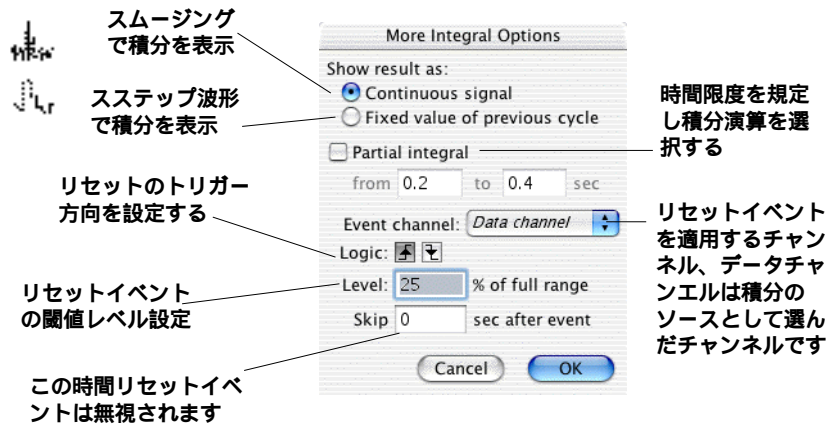 スムージング
で積分を表示
スステップ波形
で積分を表示
リセットのトリガー
方向を設定する
リセットイベント
の閾値レベル設定
この時間リセットイベ
ントは無視されます
More Integral Options
Show result as:
Continuous signal
Fixed value of previous cycle
Partial integral
from 0.2 to 0.4 sec
Event channel: Data channel
Logic:
Level: 25 % of full range
Skip 0 sec after event
Cancel OK
時間限度を規定
し積分演算を選
択する
リセットイベント
を適用するチャン
ネル、データチャ
ンエルは積分の
ソースとして選ん
だチャンネルです